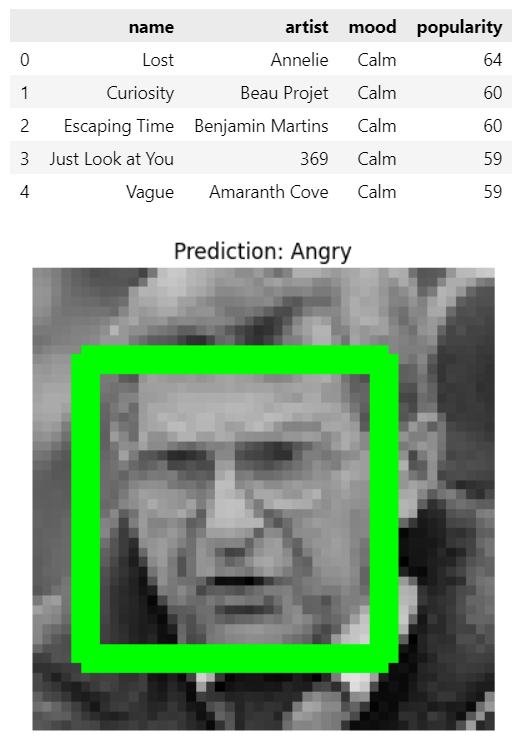 name artist mood popularity
0 Lost Annelie Calm 64
1 Curiosity Beau Projet Calm 60
2 Escaping Time Benjamin Martins Calm 60
3 Just Look at You 369 Calm 59
4 Vague Amaranth Cove Calm 59
Prediction: Angry